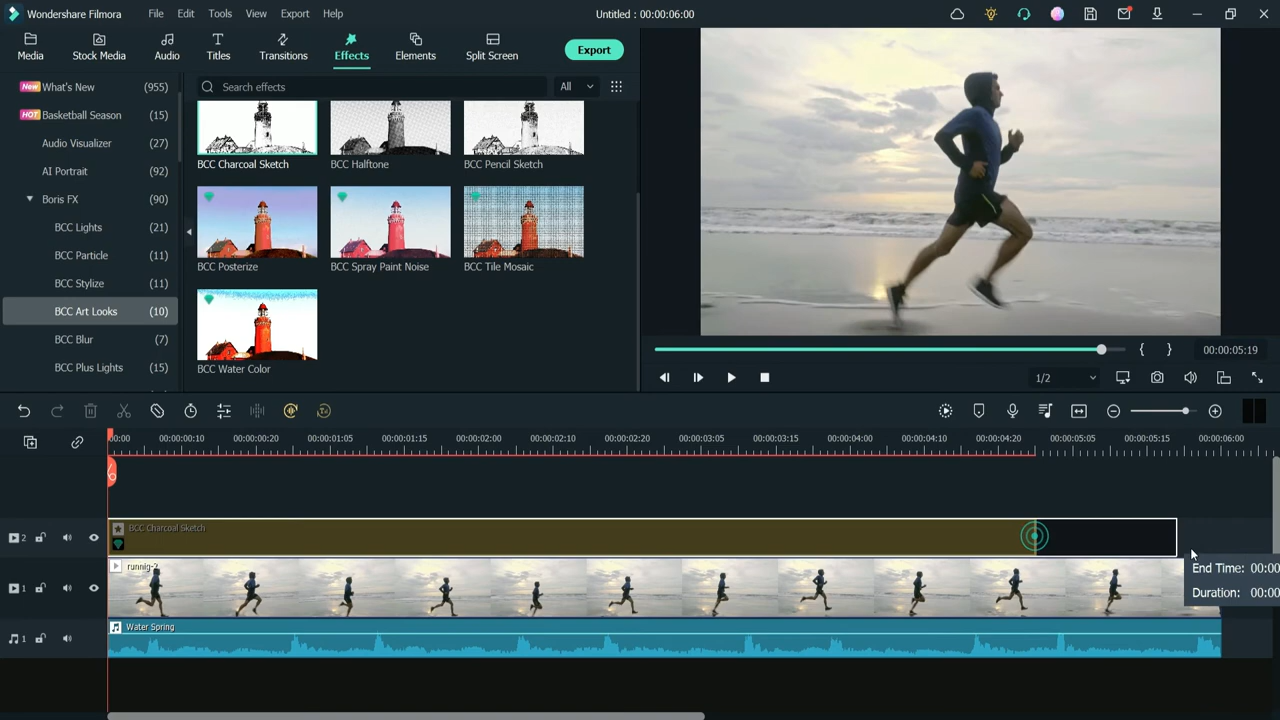 Wondershare Filmora File Edit Tools View Export Help Untitled : 00:00:06:00
Media Stock Media Audio Titles Transitions Effects Elements Split Screen Export
New What's New (955)
HOT Basketball Season (15)
Audio Visualizer (27)
AI Portrait (92)
Boris FX (90)
BCC Lights (21)
BCC Particle (11)
BCC Stylize (11)
BCC Art Looks (10)
BCC Blur (7)
BCC Plus Lights (15)
Search effects All
BCC Charcoal Sketch BCC Halftone BCC Pencil Sketch
BCC Posterize BCC Spray Paint Noise BCC Tile Mosaic
BCC Water Color
{ } 00:00:05:19
1/2
00:00 00:00:00:10 00:00:00:20 00:00:01:05 00:00:01:15 00:00:02:00 00:00:02:10 00:00:02:20 00:00:03:05 00:00:03:15 00:00:04:00 00:00:04:10 00:00:04:20 00:00:05:05 00:00:05:15 00:00:06:00
2 BCC Charcoal Sketch
1 runnig-2
End Time: 00:00
Duration: 00:00
1 Water Spring